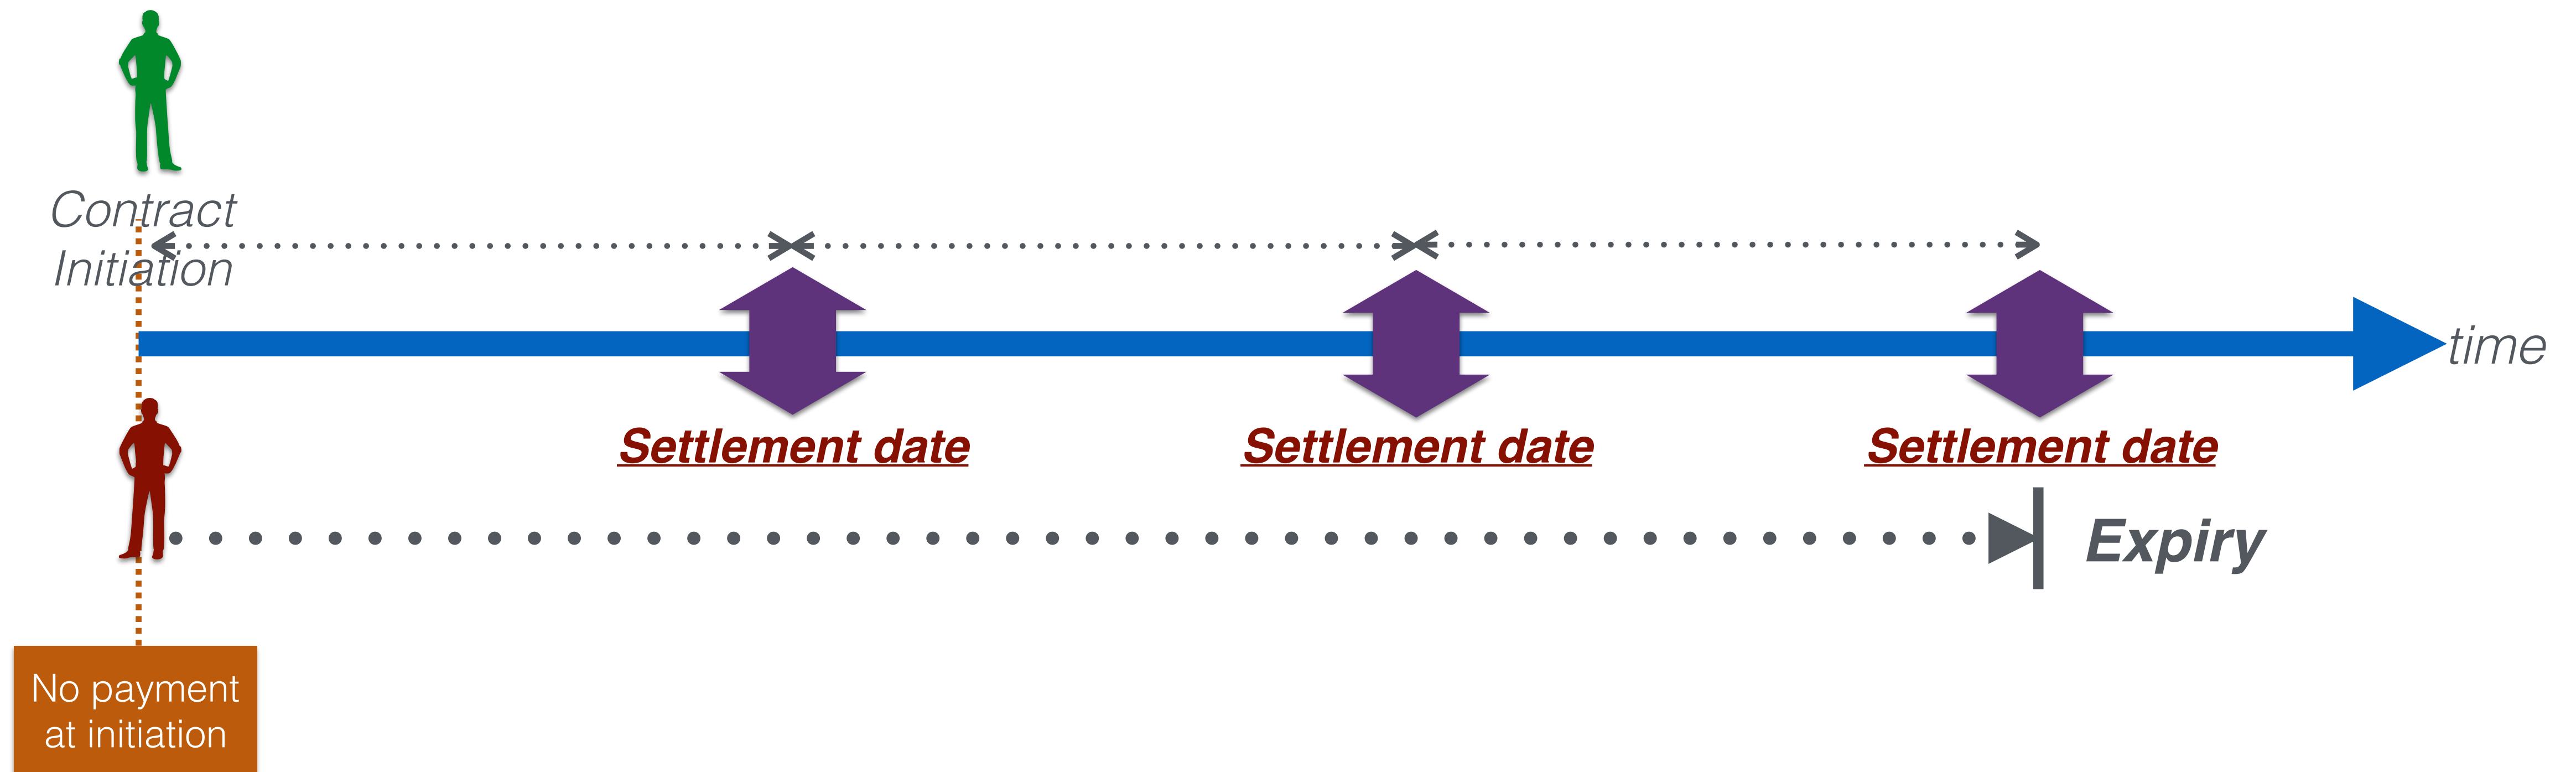 Contract
Initiation
time
Settlement date
Settlement date
Settlement date
Expiry
No payment
at initiation